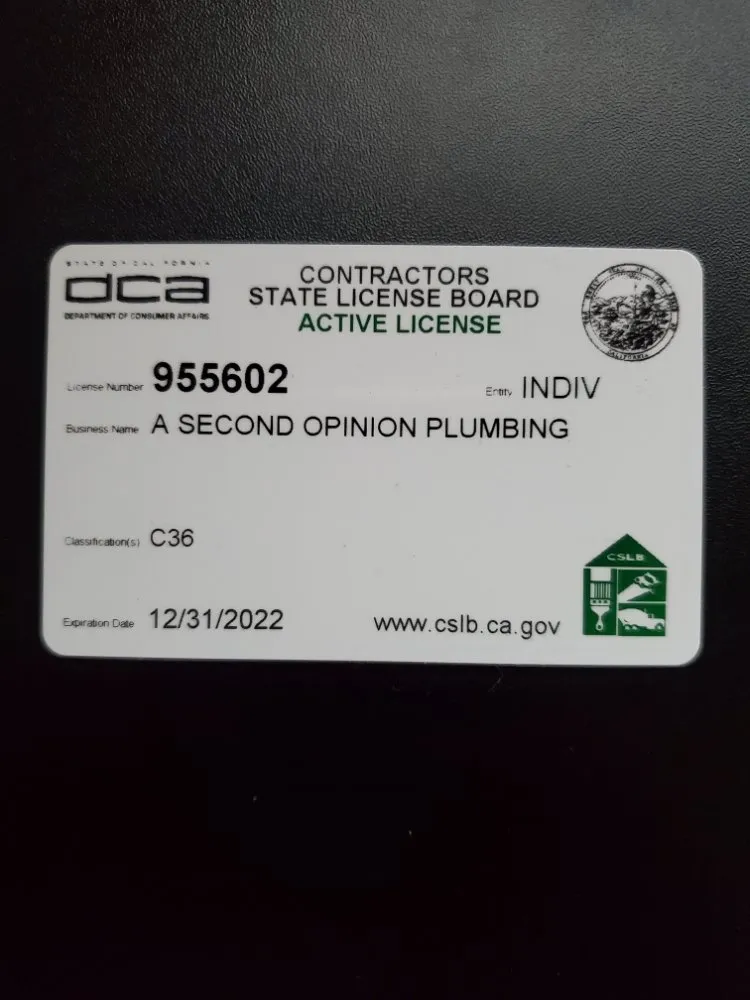 STATE OF CALIFORNIA
dca
DEPARTMENT OF CONSUMER AFFAIRS
CONTRACTORS
STATE LICENSE BOARD
ACTIVE LICENSE
License Number 955602
Entity INDIV
Business Name A SECOND OPINION PLUMBING
Classification(s) C36
CSLB
Expiration Date 12/31/2022
www.cslb.ca.gov